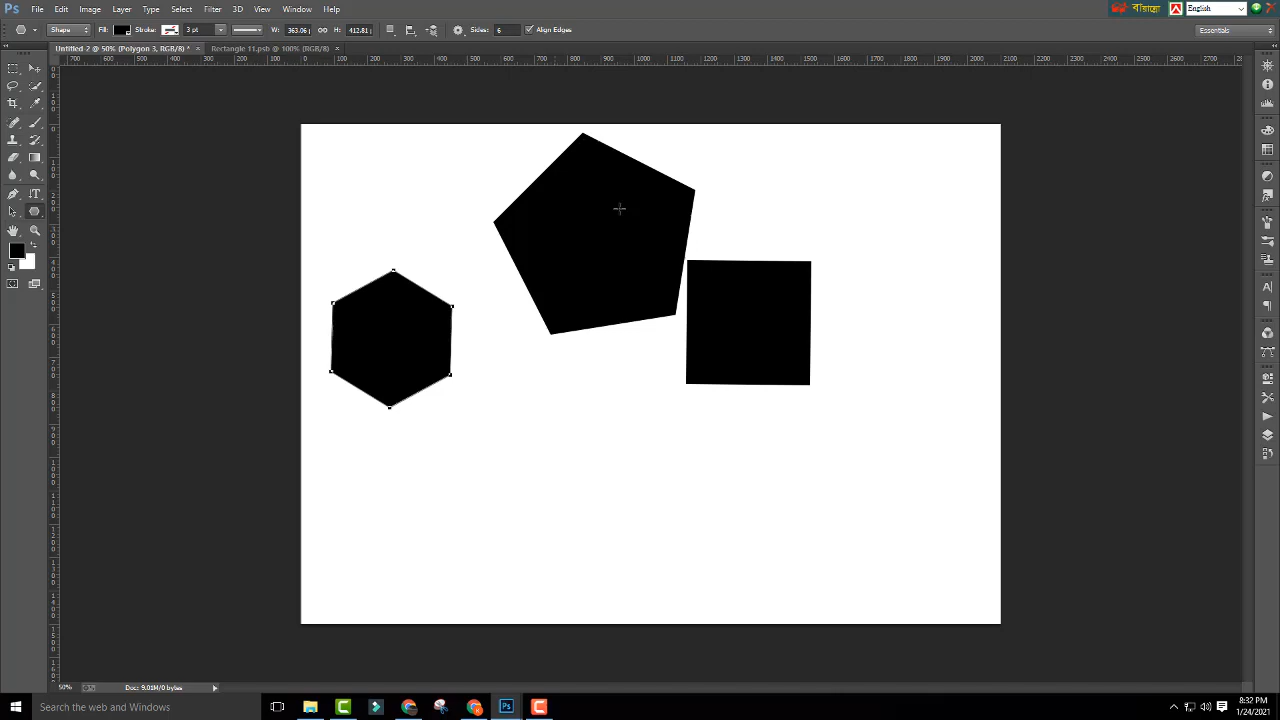 Ps File Edit Image Layer Type Select Filter 3D View Window Help
বাংলা English
Shape Fill: Stroke: 3 pt W: 363.06 H: 412.81 Sides: 6 Align Edges Essentials
Untitled-2 @ 50% (Polygon 3, RGB/8) * × Rectangle 11.psb @ 100% (RGB/8) ×
700 600 500 400 300 200 100 0 100 200 300 400 500 600 700 800 900 1000 1100 1200 1300 1400 1500 1600 1700 1800 1900 2000 2100 2200 2300 2400 2500 2600 2700
50% Doc: 9.01M/0 bytes
Search the web and Windows
Ps
8:32 PM
1/24/2021